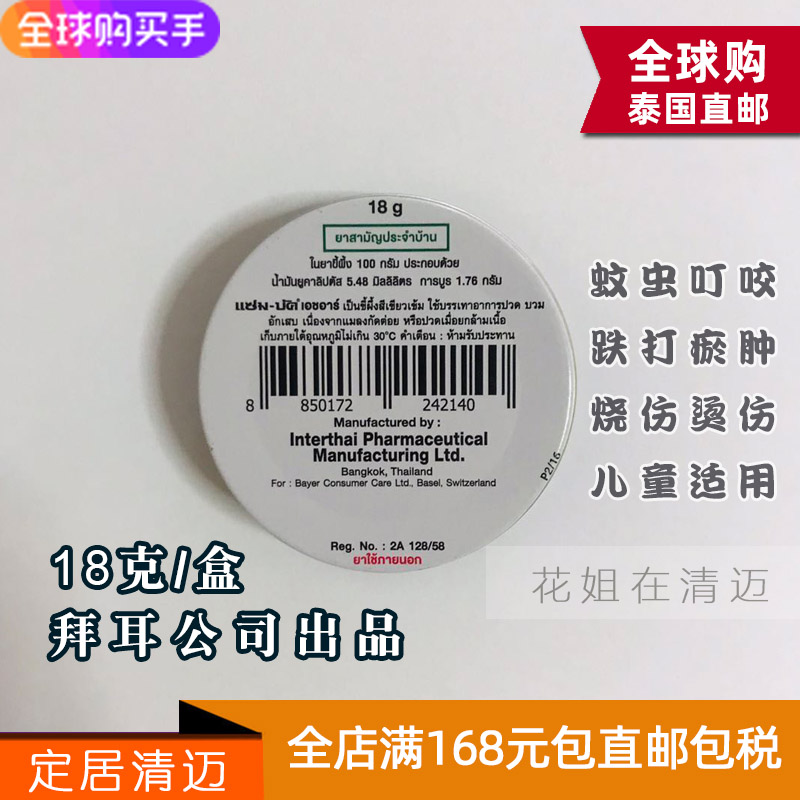 全球购买手
全球购
泰国直邮
18 g
ยาสามัญประจำบ้าน
ในยาขี้ผึ้ง 100 กรัม ประกอบด้วย
น้ำมันยูคาลิปตัส 5.48 มิลลิลิตร การบูร 1.76 กรัม
แซม-บัค เอชอาร์ เป็นขี้ผึ้งสีเขียวเข้ม ใช้บรรเทาอาการปวด บวม
อักเสบ เนื่องจากแมลงกัดต่อย หรือปวดเมื่อยกล้ามเนื้อ
เก็บภายใต้อุณหภูมิไม่เกิน 30°C คำเตือน : ห้ามรับประทาน
8 850172 242140
Manufactured by :
Interthai Pharmaceutical
Manufacturing Ltd.
Bangkok, Thailand
For : Bayer Consumer Care Ltd., Basel, Switzerland
P2/16
Reg. No. : 2A 128/58
ยาใช้ภายนอก
蚊虫叮咬
跌打瘀肿
烧伤烫伤
儿童适用
18克/盒
拜耳公司出品
花姐在清迈
定居清迈
全店满168元包直邮包税